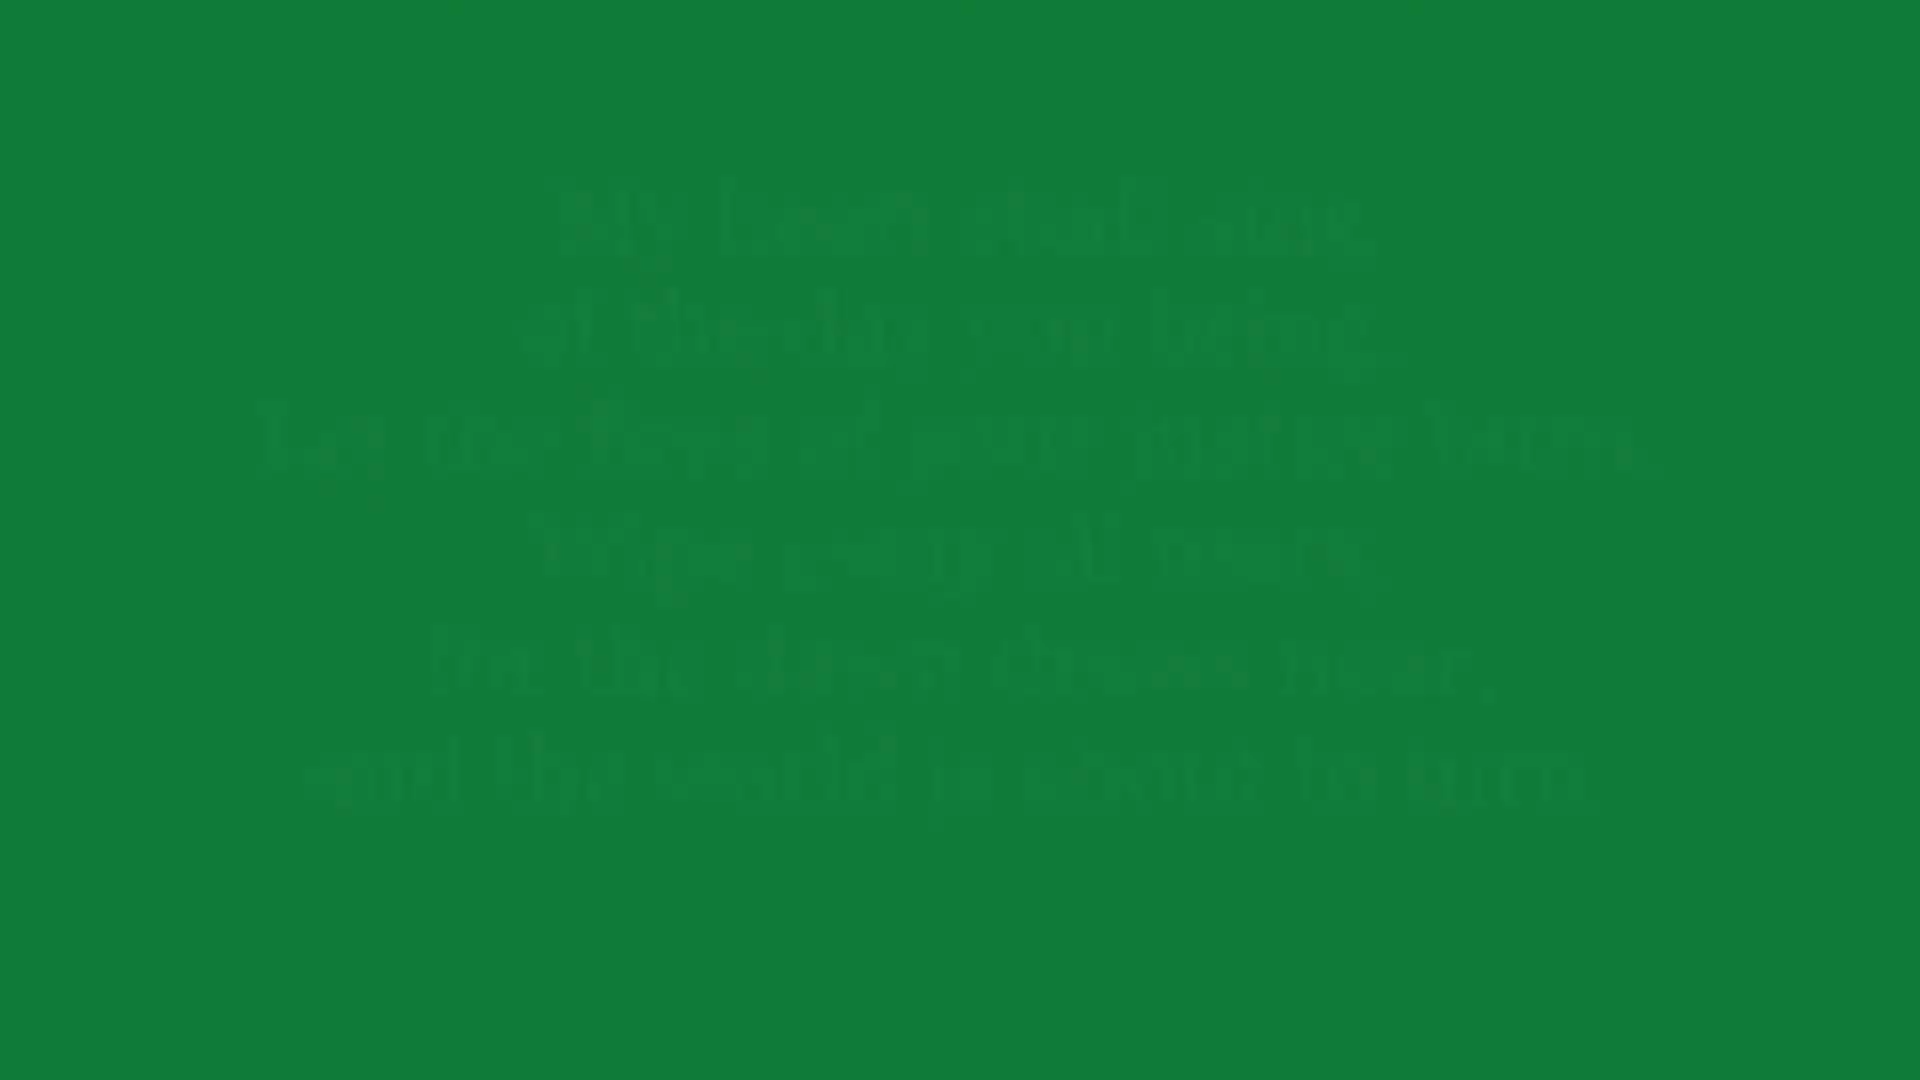 My heart shall sing
of the day you bring.
Let the fires of your justice burn.
Wipe away all tears,
for the dawn draws near,
and the world is about to turn.